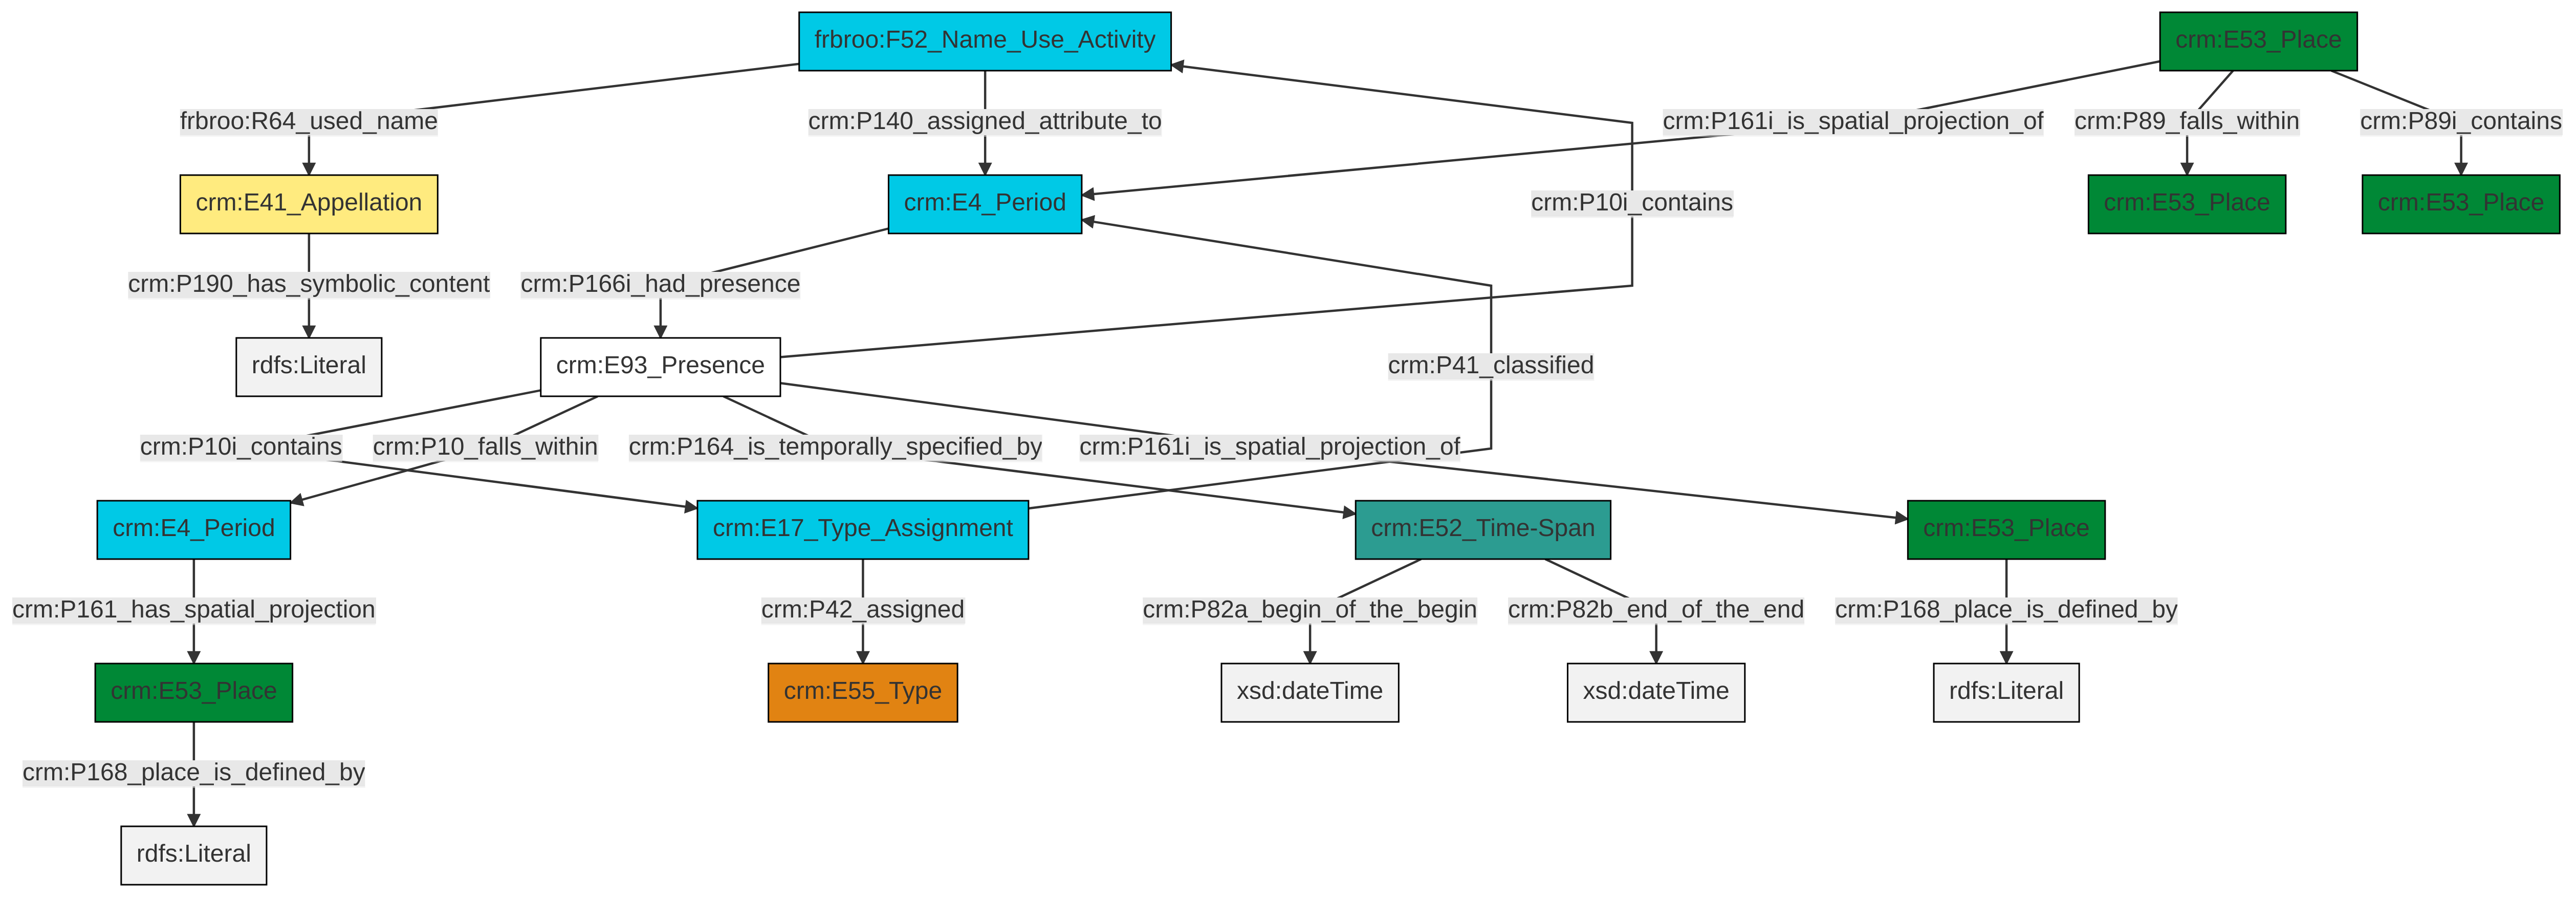 frbroo:F52_Name_Use_Activity
crm:E53_Place
frbroo:R64_used_name
crm:P140_assigned_attribute_to
crm:P161i_is_spatial_projection_of
crm:P89_falls_within
crm:P89i_contains
crm:E41_Appellation
crm:E4_Period
crm:P10i_contains
crm:E53_Place
crm:E53_Place
crm:P190_has_symbolic_content
crm:P166i_had_presence
rdfs:Literal
crm:E93_Presence
crm:P41_classified
crm:P10i_contains
crm:P10_falls_within
crm:P164_is_temporally_specified_by
crm:P161i_is_spatial_projection_of
crm:E4_Period
crm:E17_Type_Assignment
crm:E52_Time-Span
crm:E53_Place
crm:P161_has_spatial_projection
crm:P42_assigned
crm:P82a_begin_of_the_begin
crm:P82b_end_of_the_end
crm:P168_place_is_defined_by
crm:E53_Place
crm:E55_Type
xsd:dateTime
xsd:dateTime
rdfs:Literal
crm:P168_place_is_defined_by
rdfs:Literal